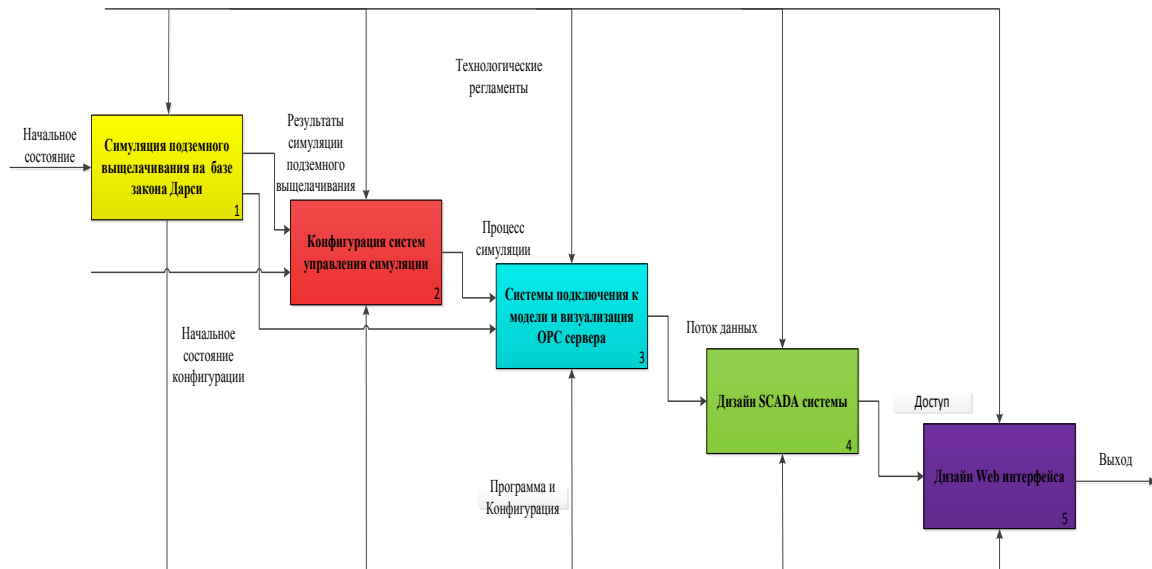 Технологические
регламенты
Начальное
состояние
Симуляция подземного
выщелачивания на базе
закона Дарси
1
Результаты
симуляции
подземного
выщелачивания
Конфигурация систем
управления симуляции
2
Процесс
симуляции
Системы подключения к
модели и визуализация
OPC сервера
3
Начальное
состояние
конфигурации
Поток данных
Дизайн SCADA системы
4
Доступ
Дизайн Web интерфейса
5
Выход
Программа и
Конфигурация